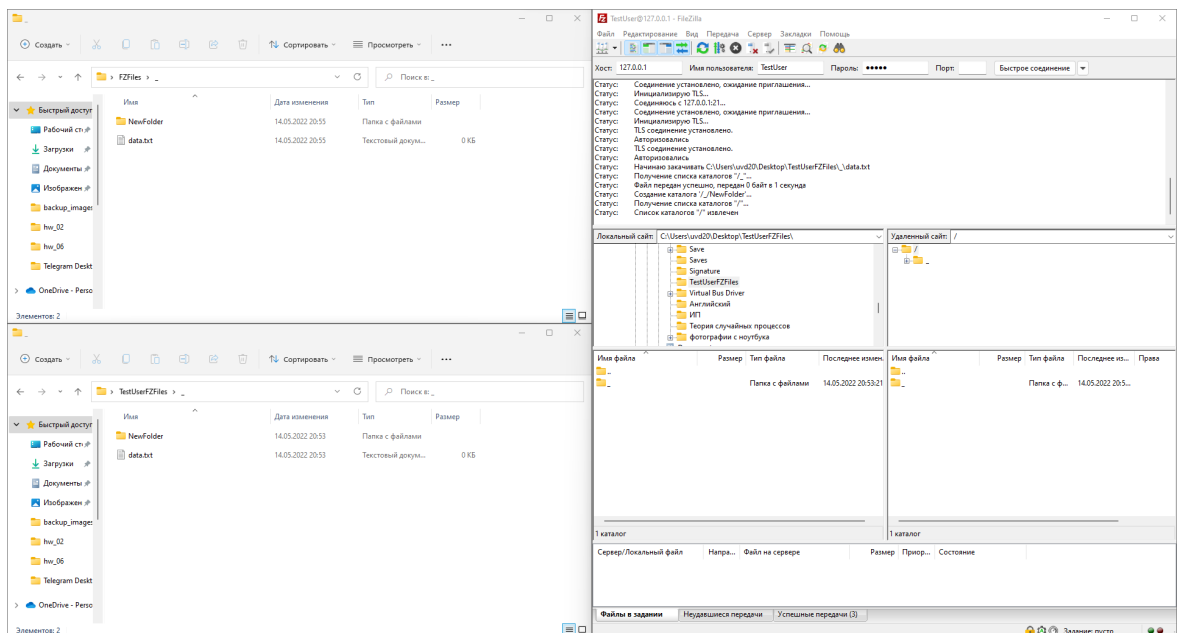 _
Создать
Сортировать
Просмотреть
FZFiles > _
Поиск в: _
Имя
Дата изменения
Тип
Размер
Быстрый доступ
Рабочий сто
Загрузки
Документы
Изображен
backup_images
hw_02
hw_06
Telegram Deskt
OneDrive - Perso
NewFolder 14.05.2022 20:55 Папка с файлами
data.txt 14.05.2022 20:55 Текстовый докум... 0 КБ
Элементов: 2
_
Создать
Сортировать
Просмотреть
TestUserFZFiles > _
Поиск в: _
Имя
Дата изменения
Тип
Размер
Быстрый доступ
Рабочий сто
Загрузки
Документы
Изображен
backup_images
hw_02
hw_06
Telegram Deskt
OneDrive - Perso
NewFolder 14.05.2022 20:53 Папка с файлами
data.txt 14.05.2022 20:53 Текстовый докум... 0 КБ
Элементов: 2
TestUser@127.0.0.1 - FileZilla
Файл Редактирование Вид Передача Сервер Закладки Помощь
Хост: 127.0.0.1 Имя пользователя: TestUser Пароль: ●●●●● Порт: Быстрое соединение
Статус: Соединение установлено, ожидание приглашения...
Статус: Инициализирую TLS...
Статус: Соединяюсь с 127.0.0.1:21...
Статус: Соединение установлено, ожидание приглашения...
Статус: Инициализирую TLS...
Статус: TLS соединение установлено.
Статус: Авторизовались
Статус: TLS соединение установлено.
Статус: Авторизовались
Статус: Начинаю закачивать C:\Users\uvd20\Desktop\TestUserFZFiles\_\data.txt
Статус: Получение списка каталогов "/_"...
Статус: Файл передан успешно, передан 0 байт в 1 секунда
Статус: Создание каталога '/_/NewFolder'...
Статус: Получение списка каталогов "/"...
Статус: Список каталогов "/" извлечен
Локальный сайт: C:\Users\uvd20\Desktop\TestUserFZFiles\
Save
Saves
Signature
TestUserFZFiles
Virtual Bus Driver
Английский
ИП
Теория случайных процессов
фотографии с ноутбука
Удаленный сайт: /
/
_
Имя файла Размер Тип файла Последнее измен.
..
_ Папка с файлами 14.05.2022 20:53:21
1 каталог
Имя файла Размер Тип файла Последнее из... Права
..
_ Папка с ф... 14.05.2022 20:5...
1 каталог
Сервер/Локальный файл Напра... Файл на сервере Размер Приор... Состояние
Файлы в задании Неудавшиеся передачи Успешные передачи (3)
Задание: пусто